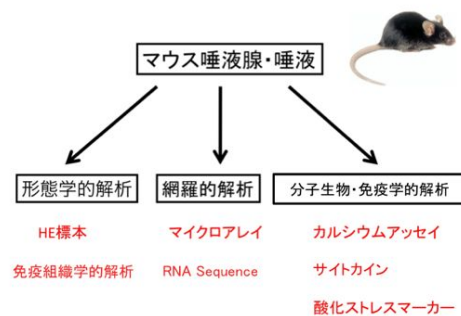 マウス唾液腺・唾液
形態学的解析
網羅的解析
分子生物・免疫学的解析
HE標本
マイクロアレイ
カルシウムアッセイ
免疫組織学的解析
RNA Sequence
サイトカイン
酸化ストレスマーカー